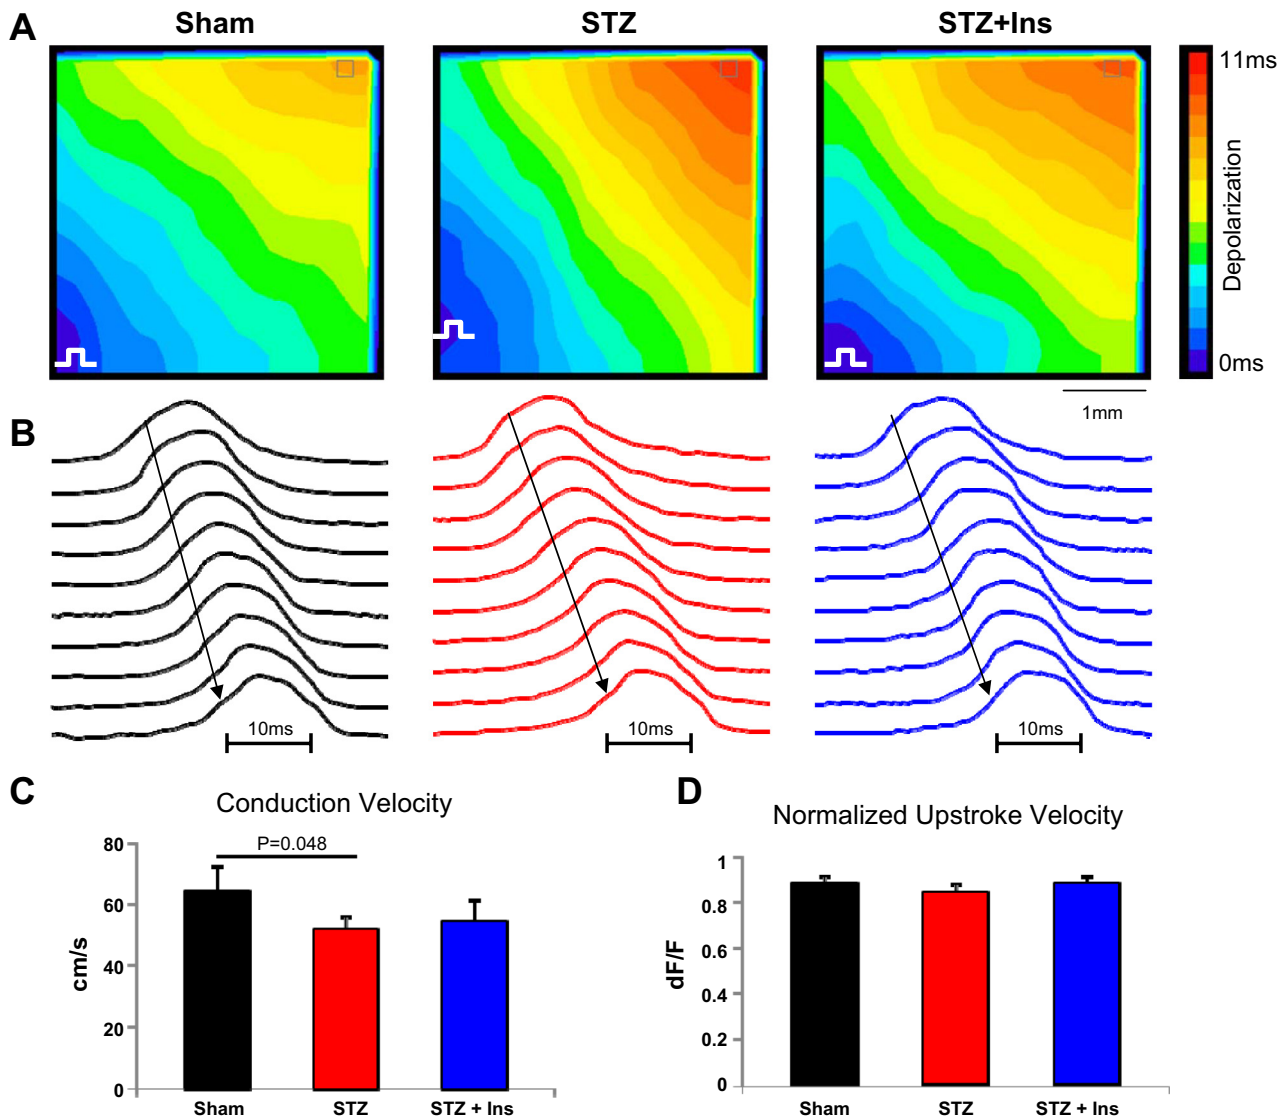 A
Sham
STZ
STZ+Ins
11ms
Depolarization
0ms
1mm
B
10ms
10ms
10ms
C
Conduction Velocity
P=0.048
80
60
40
20
0
cm/s
Sham
STZ
STZ + Ins
D
Normalized Upstroke Velocity
1
0.8
0.6
0.4
0.2
0
dF/F
Sham
STZ
STZ + Ins